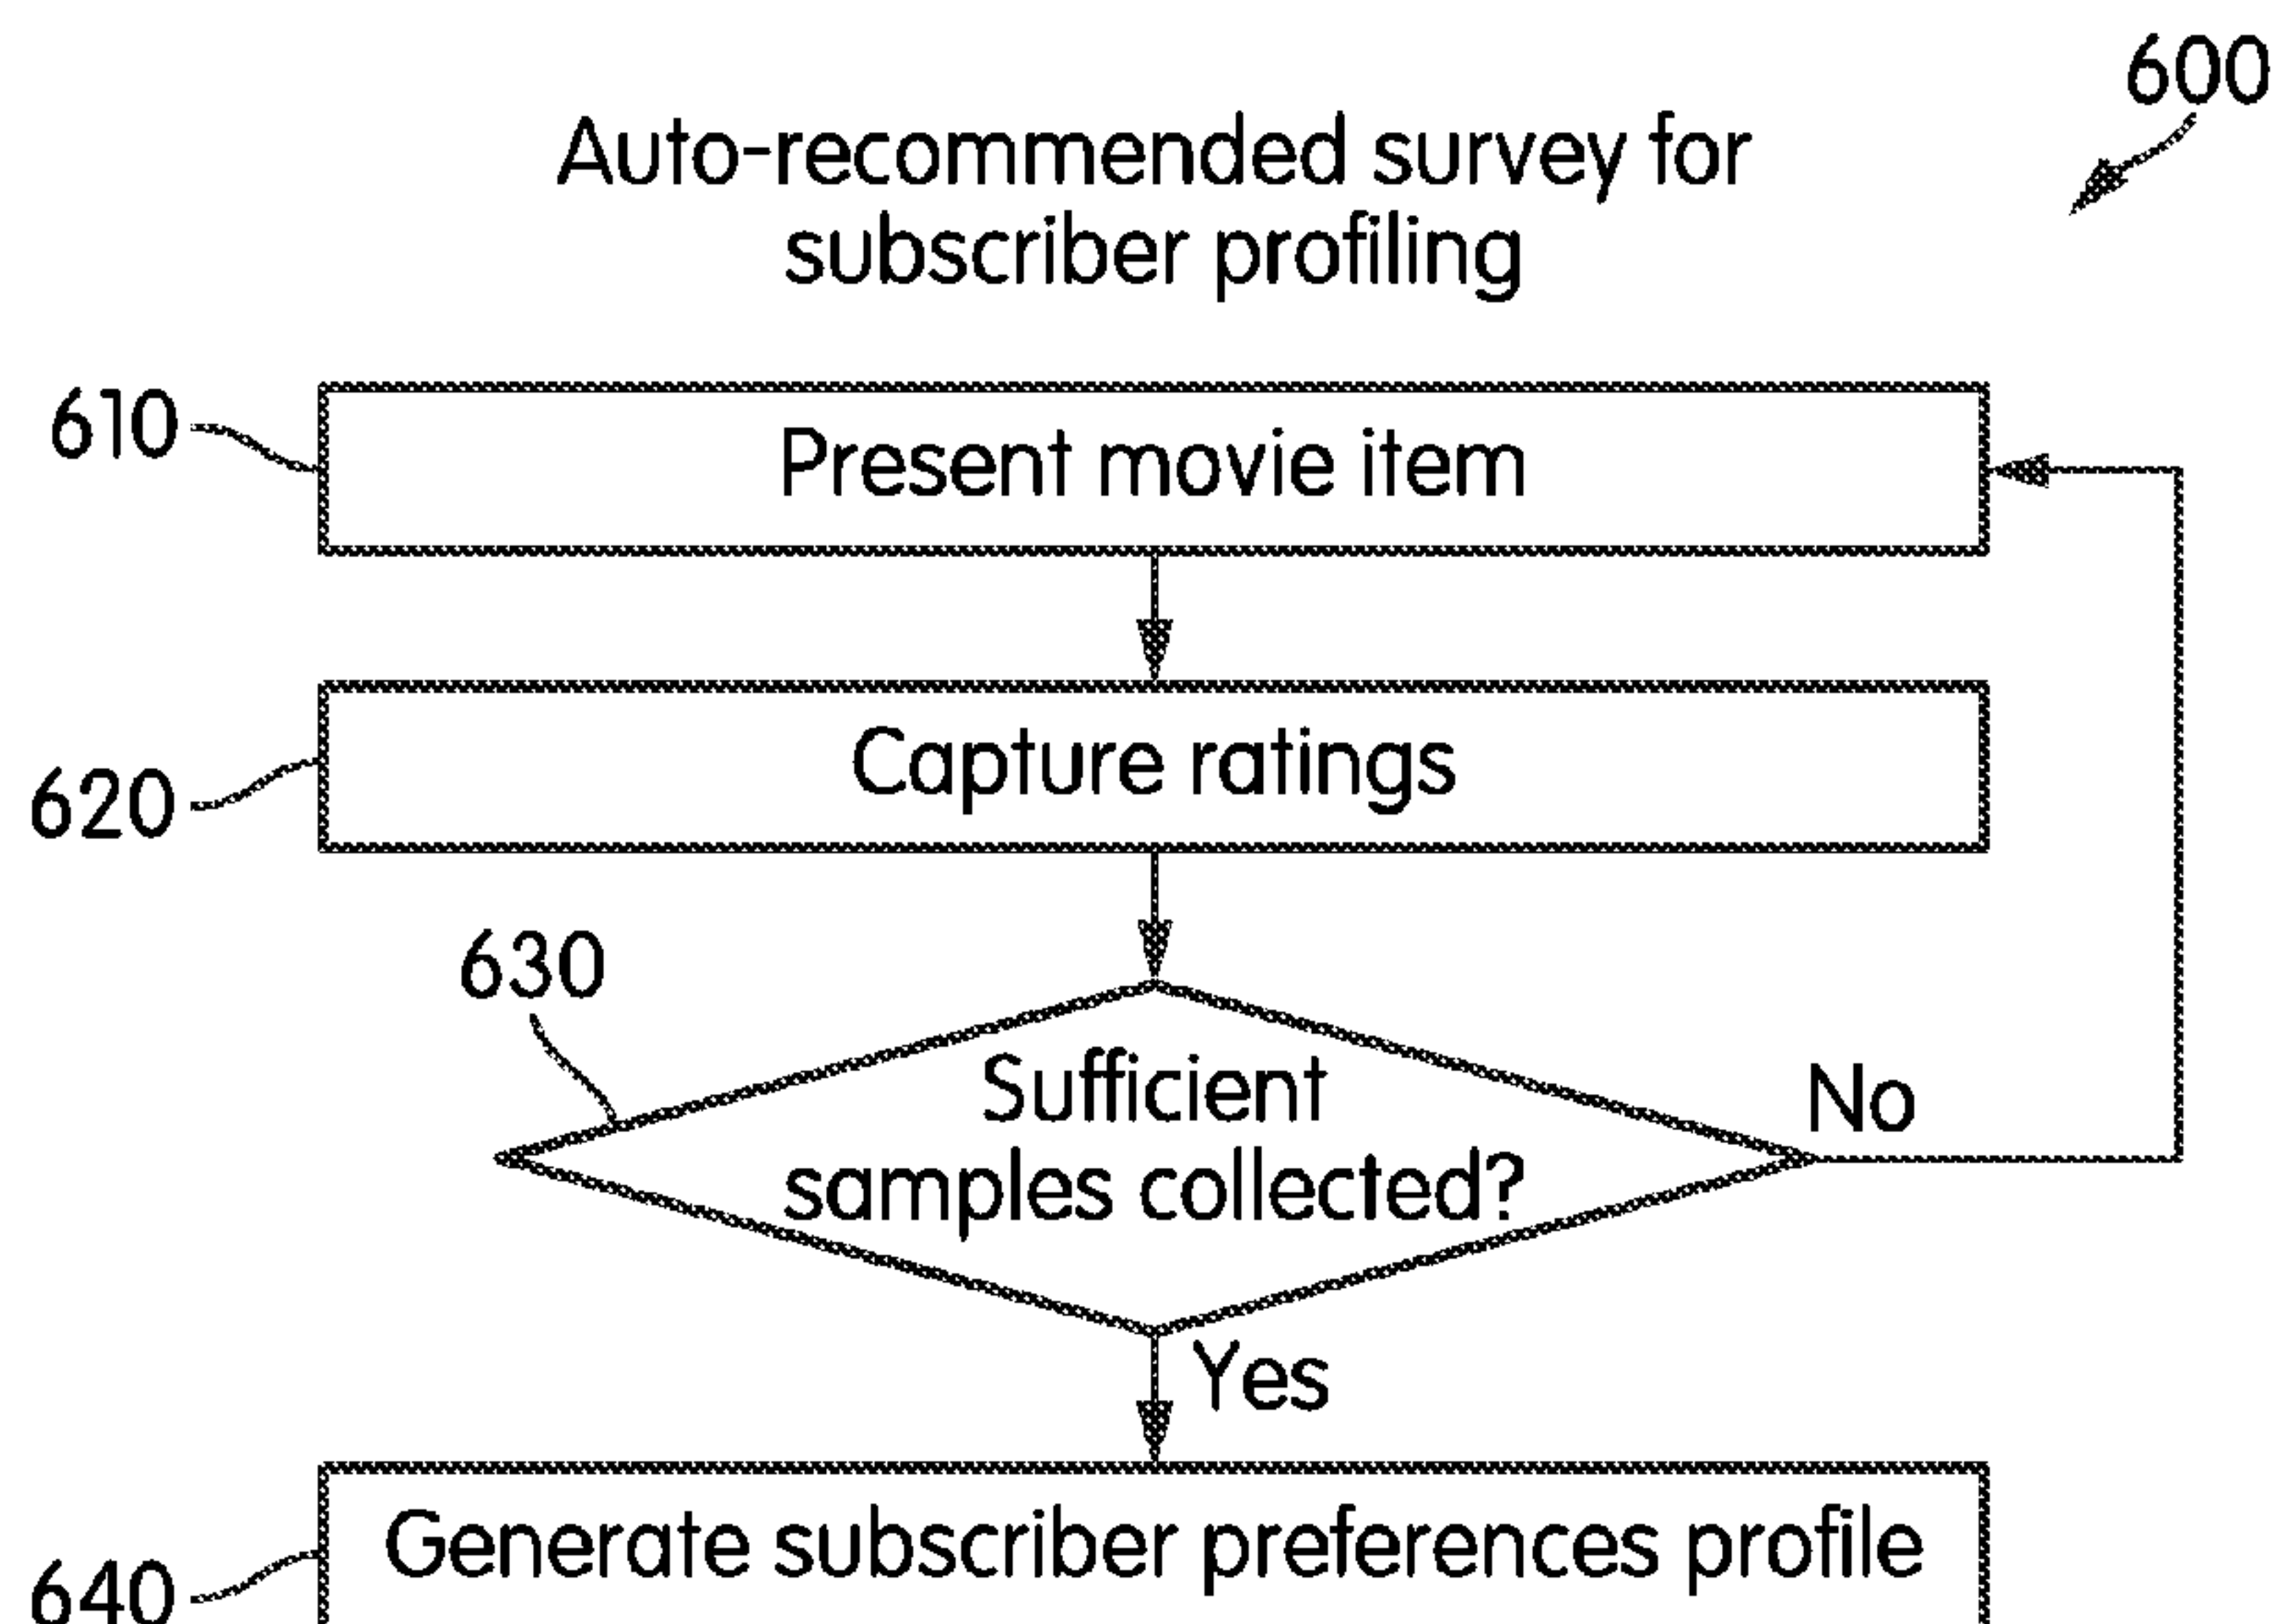 600
Auto-recommended survey for
subscriber profiling
610
Present movie item
620
Capture ratings
630
Sufficient
samples collected?
No
Yes
Generate subscriber preferences profile
640